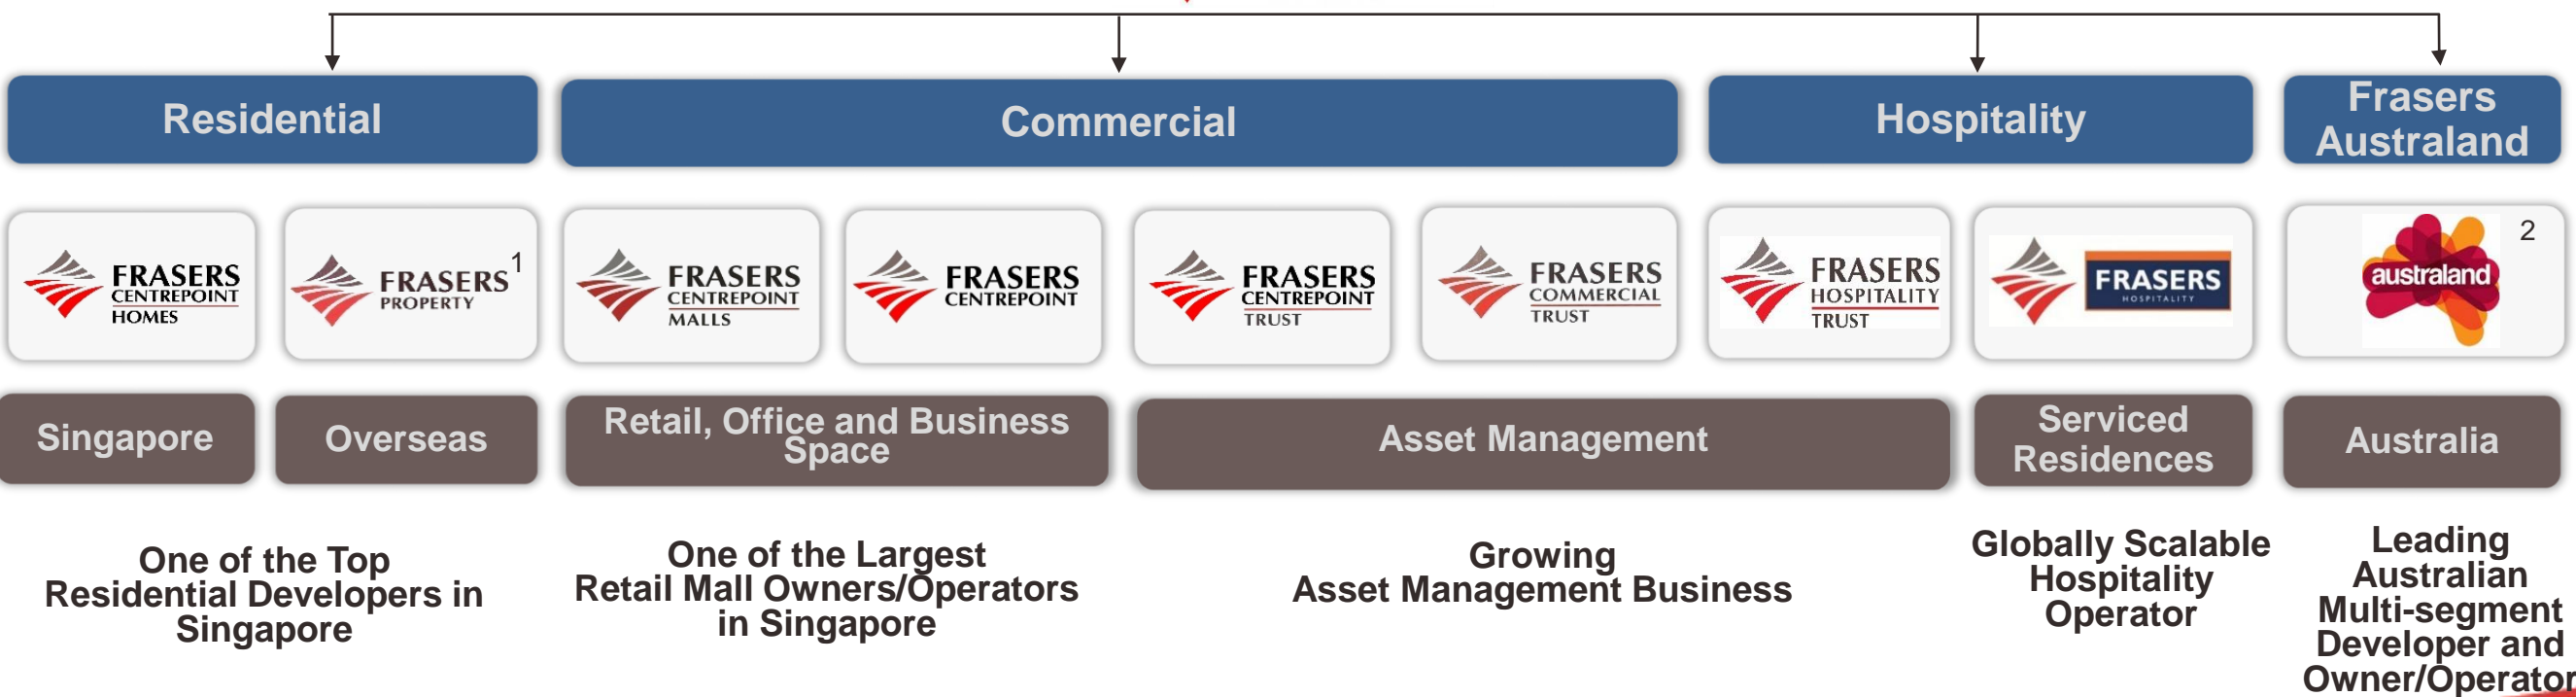 Residential
Commercial
Hospitality
Frasers
Australand
FRASERS
CENTREPOINT
HOMES
FRASERS 1
PROPERTY
FRASERS
CENTREPOINT
MALLS
FRASERS
CENTREPOINT
FRASERS
CENTREPOINT
TRUST
FRASERS
COMMERCIAL
TRUST
FRASERS
HOSPITALITY
TRUST
FRASERS
HOSPITALITY
australand
2
Singapore
Overseas
Retail, Office and Business
Space
Asset Management
Serviced
Residences
Australia
One of the Top
Residential Developers in
Singapore
One of the Largest
Retail Mall Owners/Operators
in Singapore
Growing
Asset Management Business
Globally Scalable
Hospitality
Operator
Leading
Australian
Multi-segment
Developer and
Owner/Operator